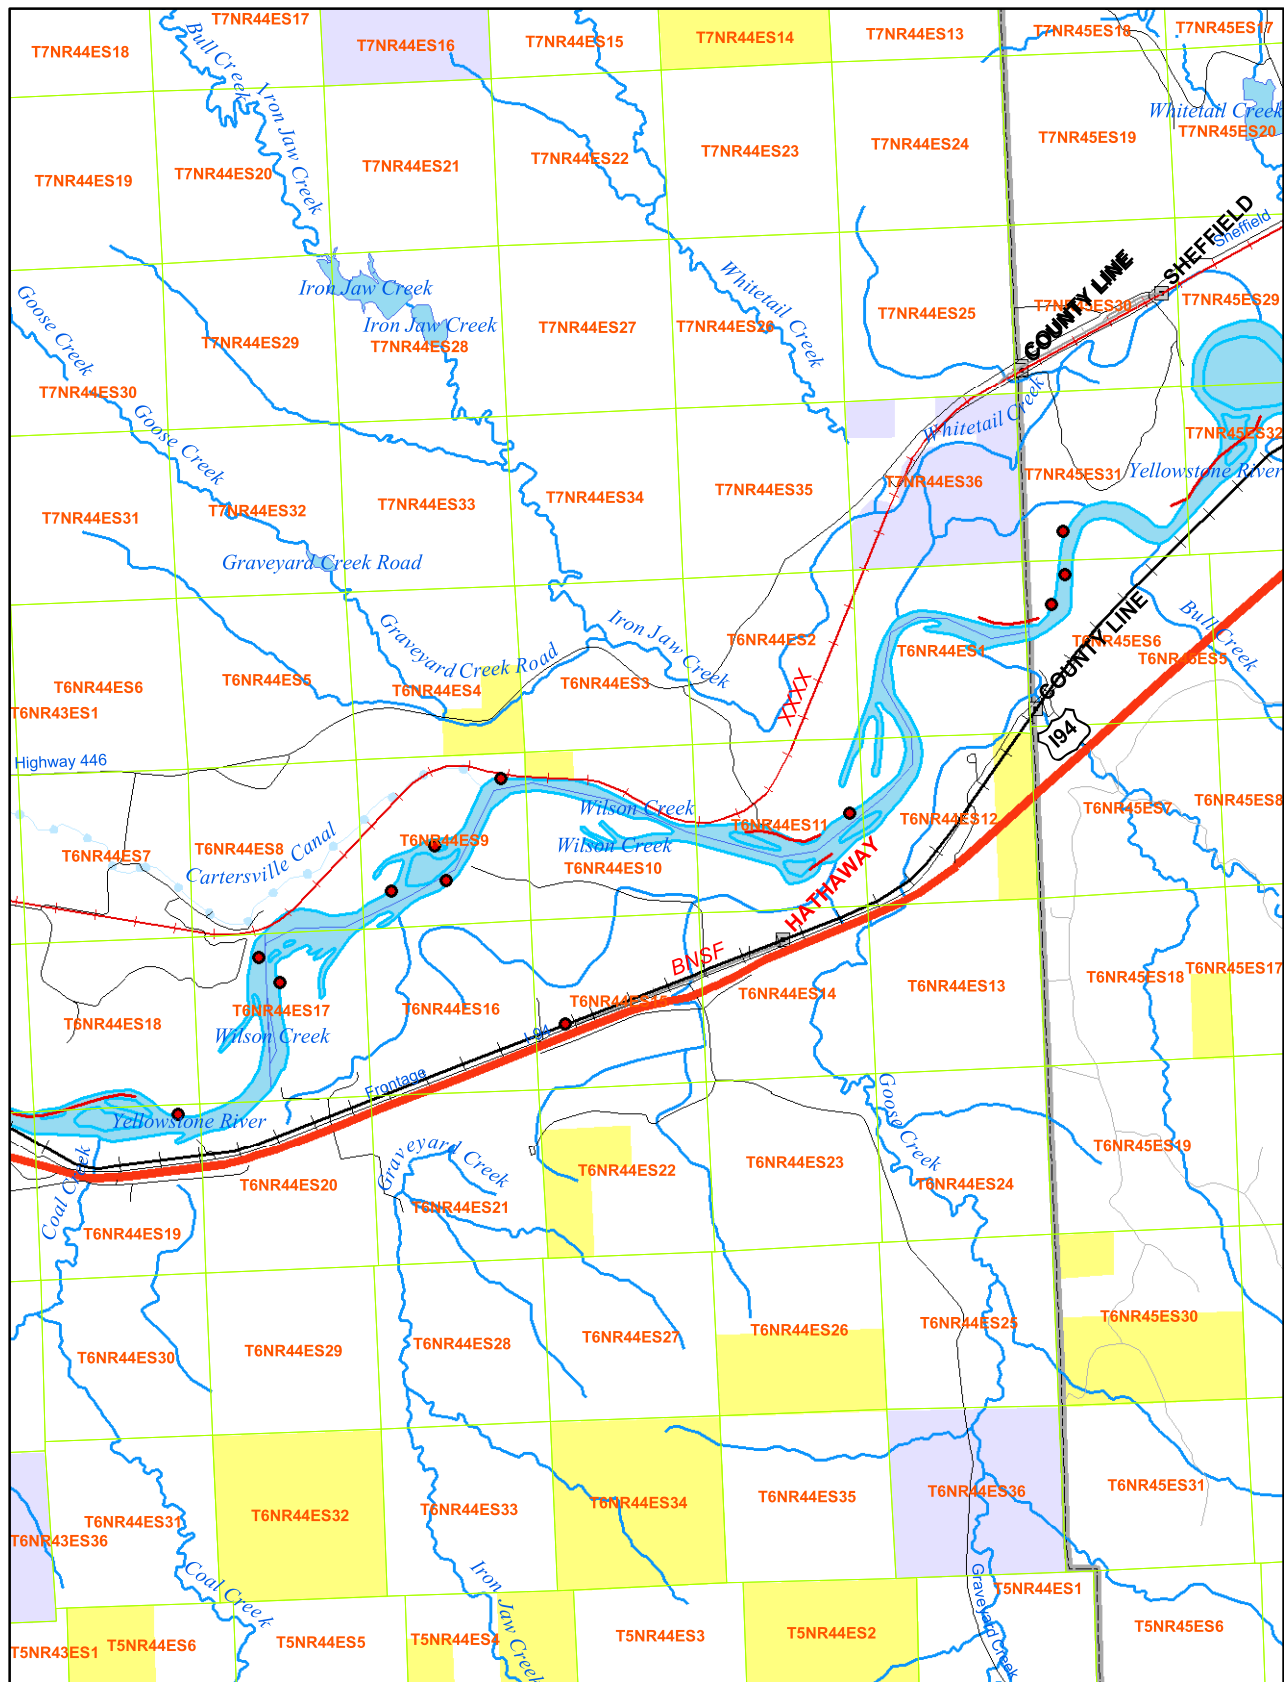 T7NR44ES17
T7NR44ES18
T7NR44ES16
T7NR44ES15
T7NR44ES14
T7NR44ES13
T7NR45ES18
T7NR45ES17
Bull Creek
Iron Jaw Creek
Whitetail Creek
T7NR44ES19
T7NR44ES20
T7NR44ES21
T7NR44ES22
T7NR44ES23
T7NR44ES24
T7NR45ES19
T7NR45ES20
SHEFFIELD
Sheffield
COUNTY LINE
Goose Creek
Iron Jaw Creek
Iron Jaw Creek
Whitetail Creek
T7NR44ES30
T7NR44ES29
T7NR44ES28
T7NR44ES27
T7NR44ES26
T7NR44ES25
T7NR45ES30
T7NR45ES29
Goose Creek
Whitetail Creek
T7NR45ES32
Yellowstone River
T7NR44ES31
T7NR44ES32
T7NR44ES33
T7NR44ES34
T7NR44ES35
T7NR44ES36
T7NR45ES31
Graveyard Creek Road
Graveyard Creek Road
Iron Jaw Creek
COUNTY LINE
Bull Creek
T6NR44ES6
T6NR43ES1
T6NR44ES5
T6NR44ES4
T6NR44ES3
T6NR44ES2
T6NR44ES1
T6NR45ES6
T6NR45ES5
XXXX
I94
Highway 446
Wilson Creek
Wilson Creek
Cartersville Canal
T6NR44ES7
T6NR44ES8
T6NR44ES9
T6NR44ES10
T6NR44ES11
T6NR44ES12
T6NR45ES7
T6NR45ES8
HATHAWAY
BNSF
T6NR44ES18
T6NR44ES17
Wilson Creek
T6NR44ES16
T6NR44ES15
T6NR44ES14
T6NR44ES13
T6NR45ES18
T6NR45ES17
I-94
Frontage
Yellowstone River
Coal Creek
Graveyard Creek
Goose Creek
T6NR44ES19
T6NR44ES20
T6NR44ES21
T6NR44ES22
T6NR44ES23
T6NR44ES24
T6NR45ES19
T6NR44ES30
T6NR44ES29
T6NR44ES28
T6NR44ES27
T6NR44ES26
T6NR44ES25
T6NR45ES30
T6NR43ES36
T6NR44ES31
T6NR44ES32
T6NR44ES33
T6NR44ES34
T6NR44ES35
T6NR44ES36
T6NR45ES31
Coal Creek
Iron Jaw Creek
Graveyard Creek
T5NR43ES1
T5NR44ES6
T5NR44ES5
T5NR44ES4
T5NR44ES3
T5NR44ES2
T5NR44ES1
T5NR45ES6